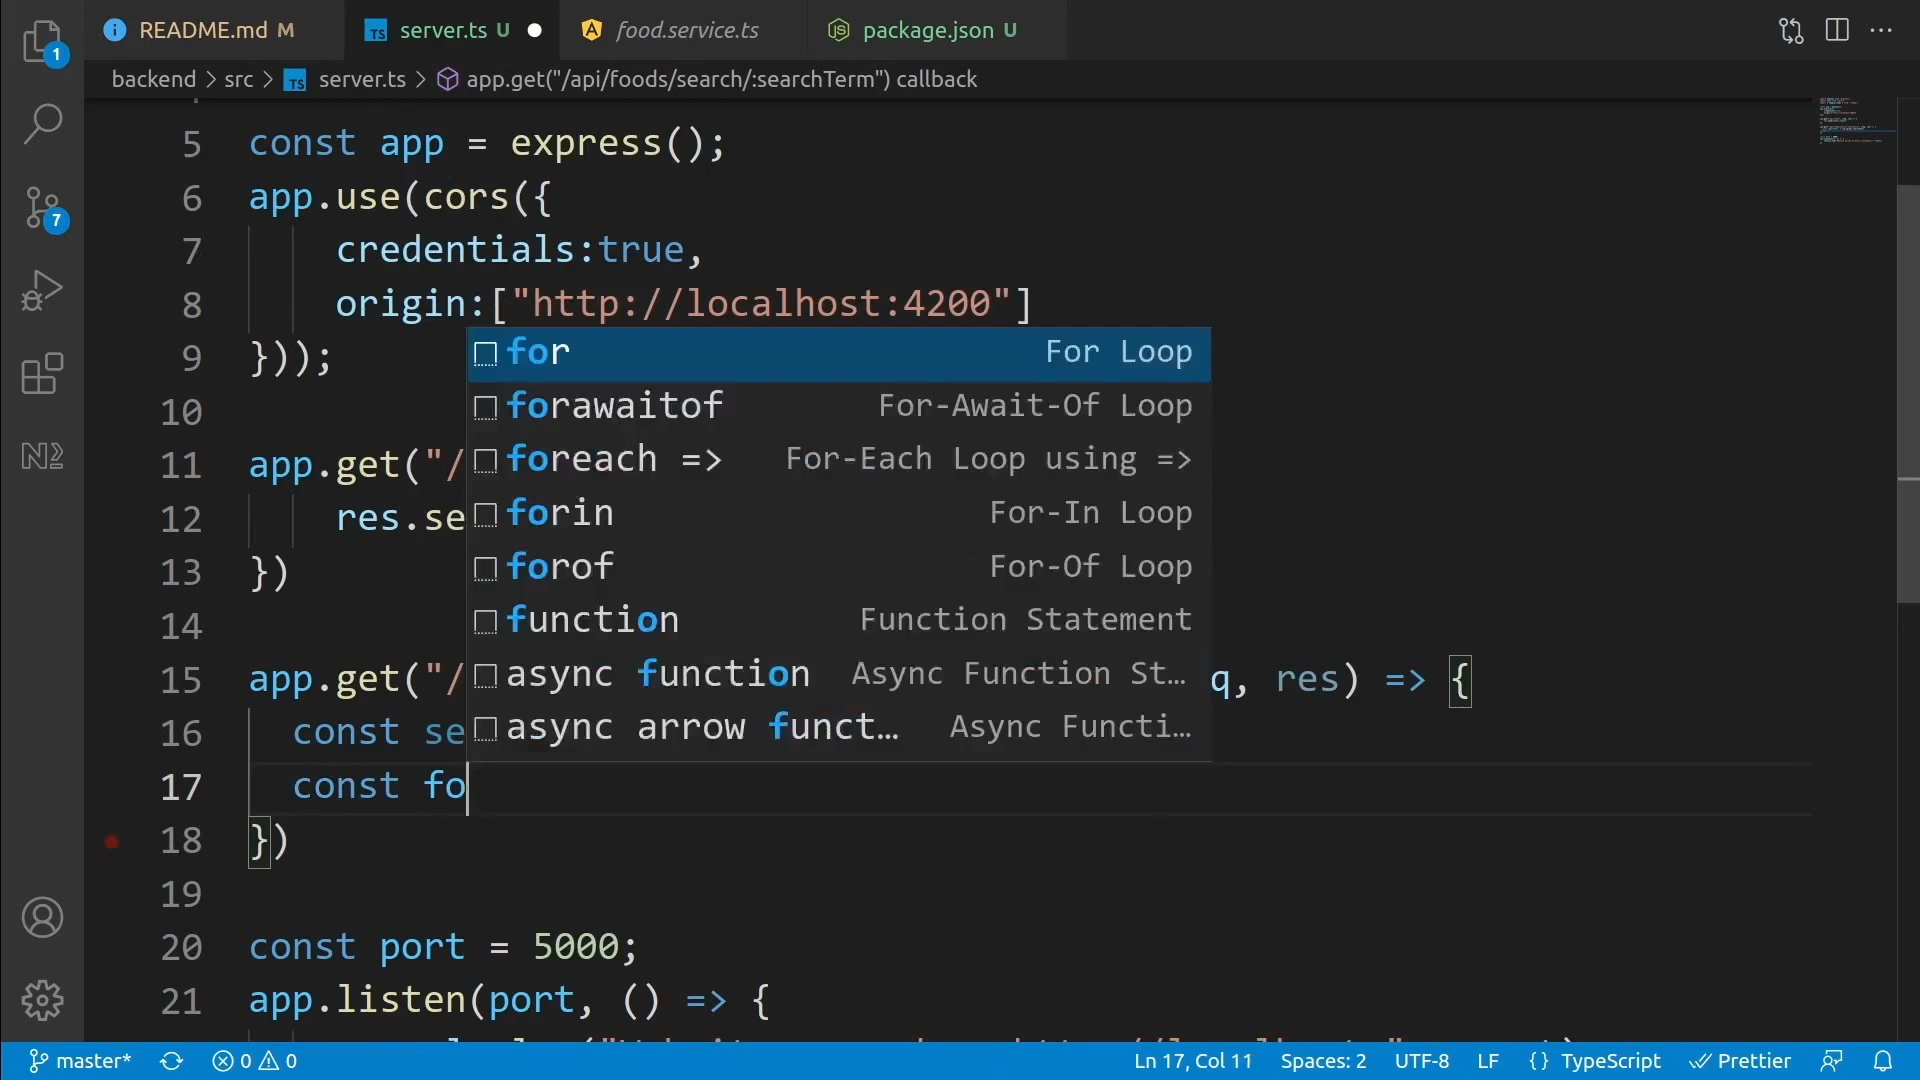 1
README.md M
TS server.ts U
food.service.ts
JS package.json U
backend > src > TS server.ts > app.get("/api/foods/search/:searchTerm") callback
5 const app = express();
6 app.use(cors({
7 credentials:true,
8 origin:["http://localhost:4200"]
9 }));
10
11 app.get("/
12 res.se
13 })
14
15 app.get("/ q, res) => {
16 const se
17 const fo
18 })
19
20 const port = 5000;
21 app.listen(port, () => {
for For Loop
forawaitof For-Await-Of Loop
foreach => For-Each Loop using =>
forin For-In Loop
forof For-Of Loop
function Function Statement
async function Async Function St…
async arrow funct… Async Functi…
7
master* 0 0 Ln 17, Col 11 Spaces: 2 UTF-8 LF {} TypeScript Prettier